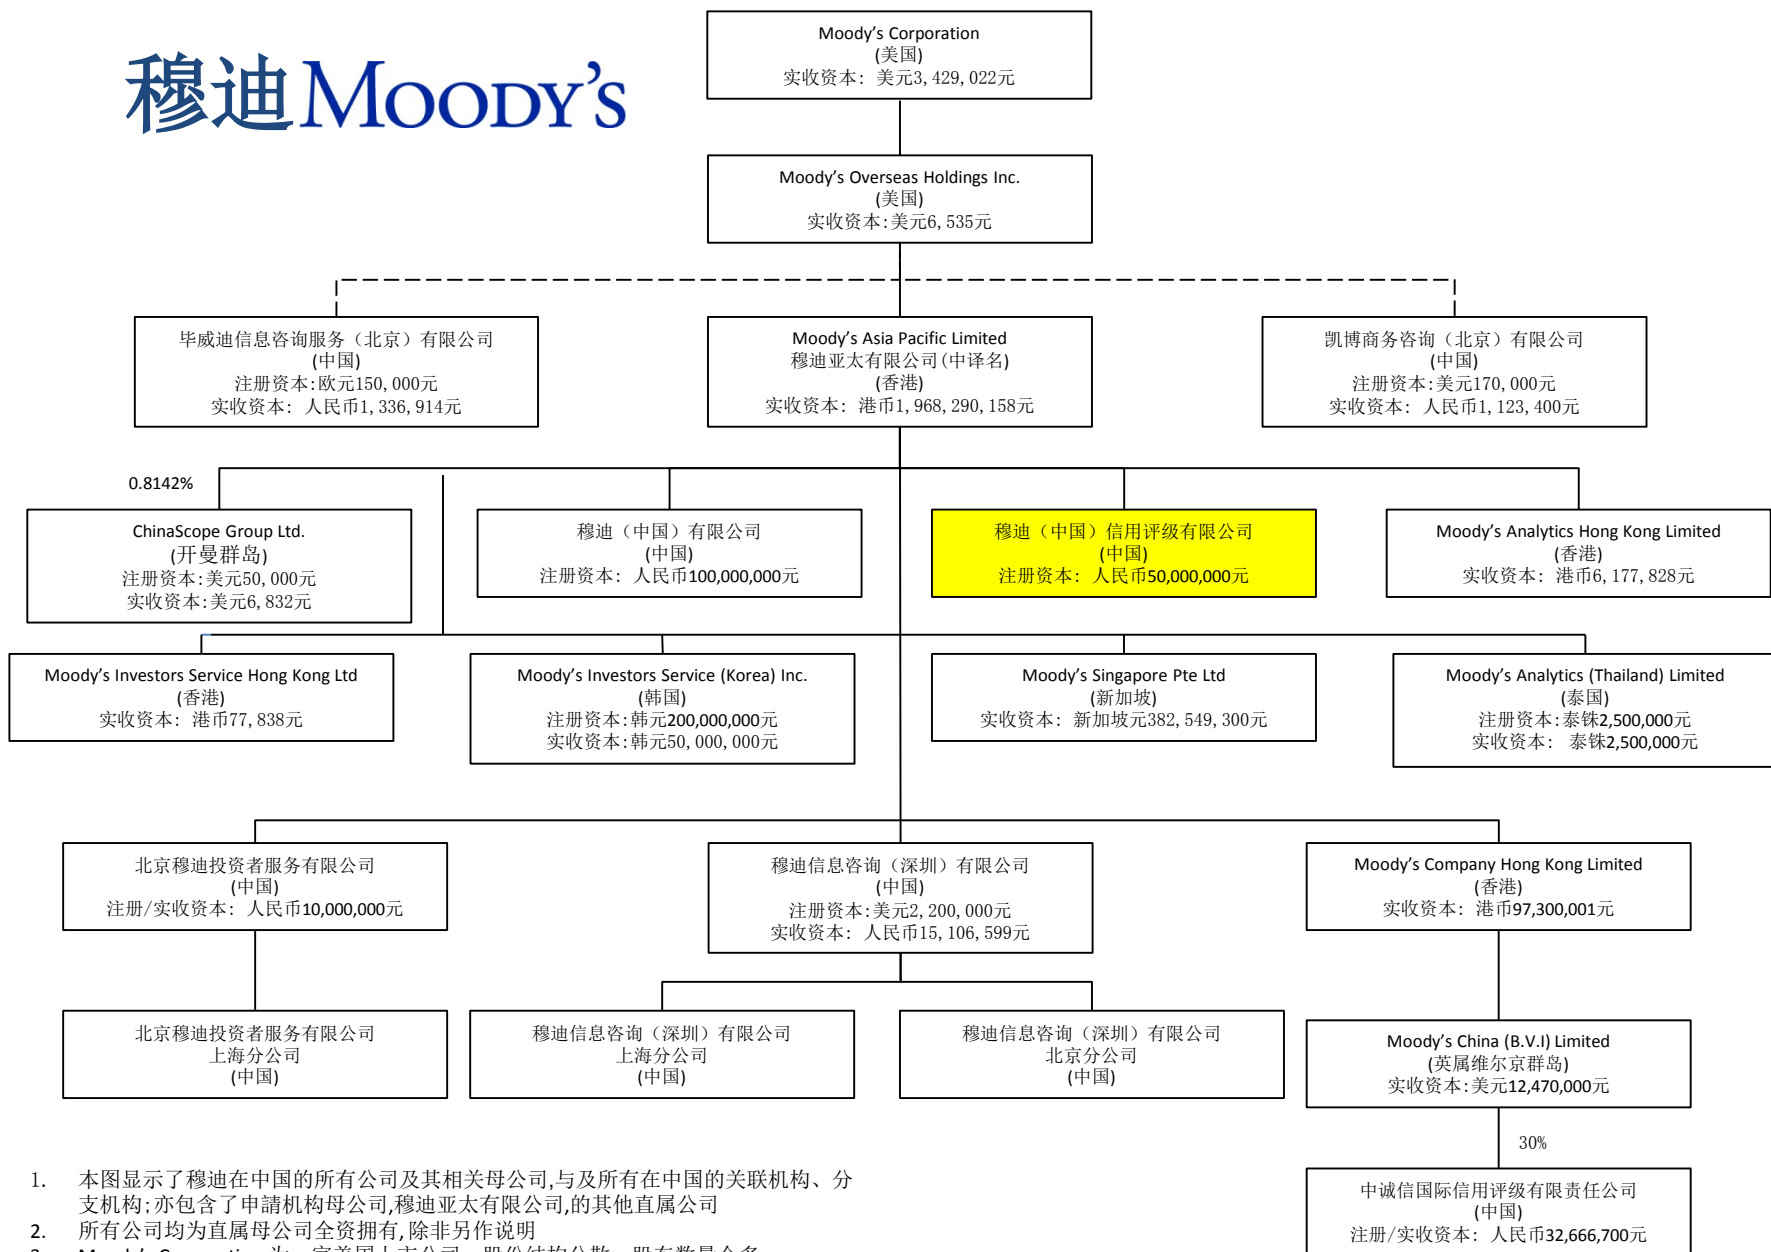 Moody’s Corporation
(美国)
实收资本: 美元3,429,022元
穆迪MOODY’S
Moody’s Overseas Holdings Inc.
(美国)
实收资本:美元6,535元
毕威迪信息咨询服务（北京）有限公司
(中国)
注册资本:欧元150,000元
实收资本: 人民币1,336,914元
Moody’s Asia Pacific Limited
穆迪亚太有限公司(中译名)
(香港)
实收资本: 港币1,968,290,158元
凯博商务咨询（北京）有限公司
(中国)
注册资本:美元170,000元
实收资本: 人民币1,123,400元
0.8142%
ChinaScope Group Ltd.
(开曼群岛)
注册资本:美元50,000元
实收资本:美元6,832元
穆迪（中国）有限公司
(中国)
注册资本: 人民币100,000,000元
穆迪（中国）信用评级有限公司
(中国)
注册资本: 人民币50,000,000元
Moody’s Analytics Hong Kong Limited
(香港)
实收资本: 港币6,177,828元
Moody’s Investors Service Hong Kong Ltd
(香港)
实收资本: 港币77,838元
Moody’s Investors Service (Korea) Inc.
(韩国)
注册资本:韩元200,000,000元
实收资本:韩元50,000,000元
Moody’s Singapore Pte Ltd
(新加坡)
实收资本: 新加坡元382,549,300元
Moody’s Analytics (Thailand) Limited
(泰国)
注册资本:泰铢2,500,000元
实收资本: 泰铢2,500,000元
北京穆迪投资者服务有限公司
(中国)
注册/实收资本: 人民币10,000,000元
穆迪信息咨询（深圳）有限公司
(中国)
注册资本:美元2,200,000元
实收资本: 人民币15,106,599元
Moody’s Company Hong Kong Limited
(香港)
实收资本: 港币97,300,001元
北京穆迪投资者服务有限公司
上海分公司
(中国)
穆迪信息咨询（深圳）有限公司
上海分公司
(中国)
穆迪信息咨询（深圳）有限公司
北京分公司
(中国)
Moody’s China (B.V.I) Limited
(英属维尔京群岛)
实收资本:美元12,470,000元
30%
中诚信国际信用评级有限责任公司
(中国)
注册/实收资本: 人民币32,666,700元
1. 本图显示了穆迪在中国的所有公司及其相关母公司,与及所有在中国的关联机构、分
支机构;亦包含了申請机构母公司,穆迪亚太有限公司,的其他直属公司
2. 所有公司均为直属母公司全资拥有,除非另作说明